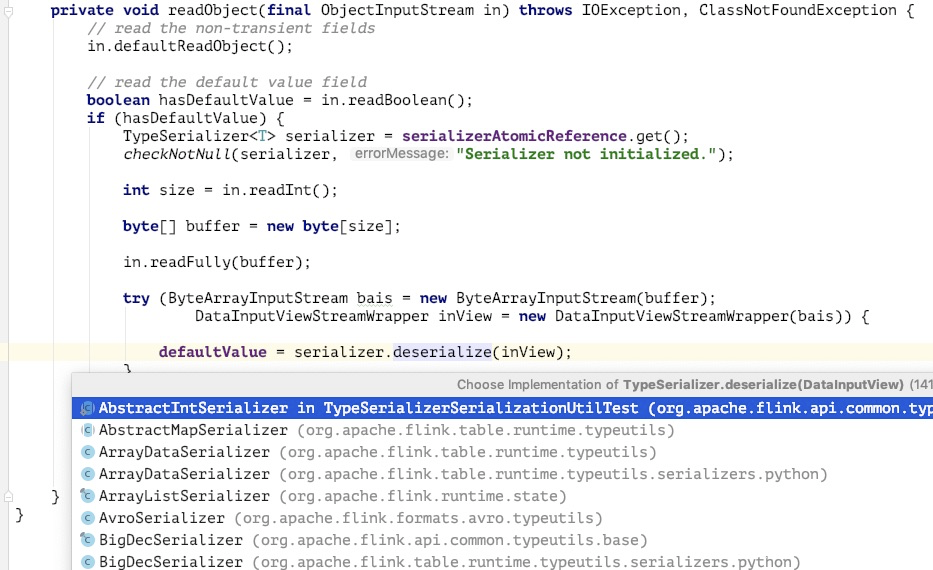 private void readObject(final ObjectInputStream in) throws IOException, ClassNotFoundException {
// read the non-transient fields
in.defaultReadObject();
// read the default value field
boolean hasDefaultValue = in.readBoolean();
if (hasDefaultValue) {
TypeSerializer<T> serializer = serializerAtomicReference.get();
checkNotNull(serializer, errorMessage: "Serializer not initialized.");
int size = in.readInt();
byte[] buffer = new byte[size];
in.readFully(buffer);
try (ByteArrayInputStream bais = new ByteArrayInputStream(buffer);
DataInputViewStreamWrapper inView = new DataInputViewStreamWrapper(bais)) {
defaultValue = serializer.deserialize(inView);
}
Choose Implementation of TypeSerializer.deserialize(DataInputView) (141
AbstractIntSerializer in TypeSerializerSerializationUtilTest (org.apache.flink.api.common.typ
AbstractMapSerializer (org.apache.flink.table.runtime.typeutils)
ArrayDataSerializer (org.apache.flink.table.runtime.typeutils)
ArrayDataSerializer (org.apache.flink.table.runtime.typeutils.serializers.python)
ArrayListSerializer (org.apache.flink.runtime.state)
}
AvroSerializer (org.apache.flink.formats.avro.typeutils)
}
BigDecSerializer (org.apache.flink.api.common.typeutils.base)
BigDecSerializer (org.apache.flink.table.runtime.typeutils.serializers.python)